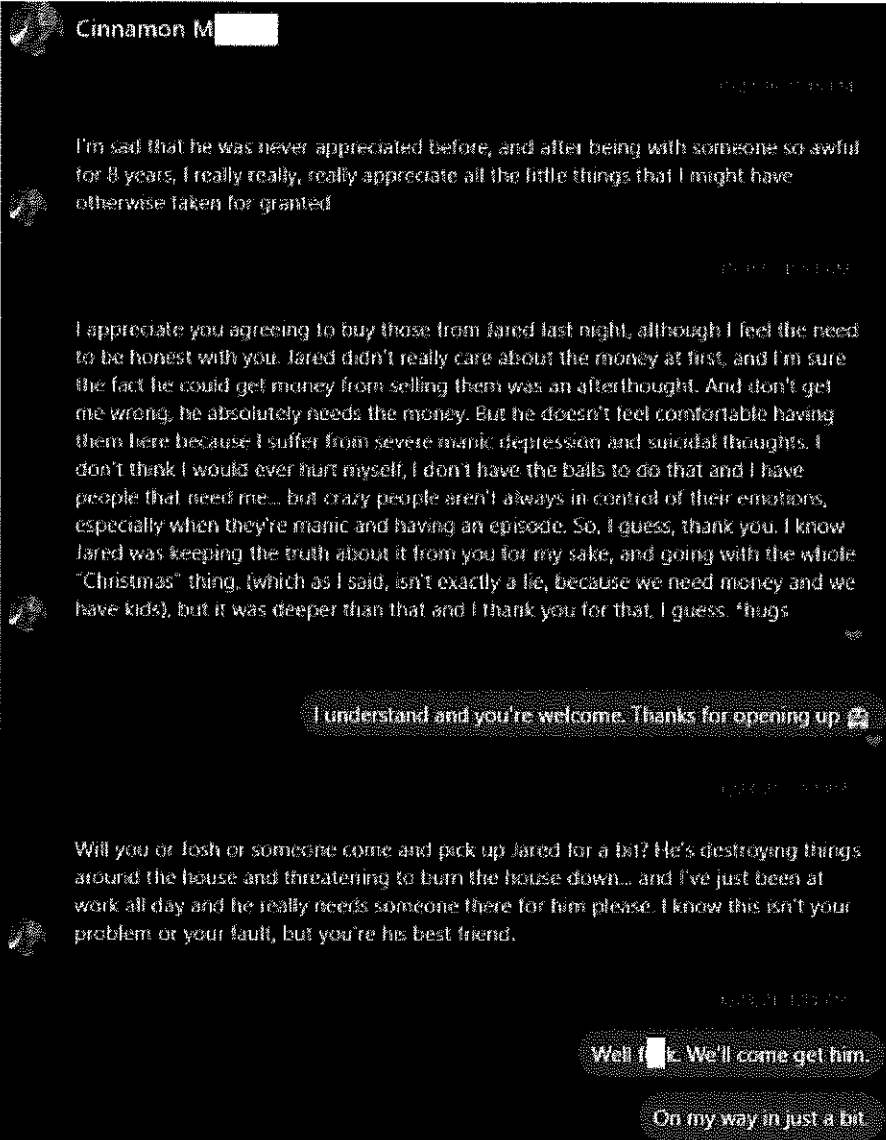 Cinnamon M
I'm sad that he was never appreciated before, and after being with someone so awful
for 8 years, I really really, really appreciate all the little things that I might have
otherwise taken for granted
I appreciate you agreeing to buy those from Jared last night, although I feel the need
to be honest with you. Jared didn't really care about the money at first, and I'm sure
the fact he could get money from selling them was an afterthought. And don't get
me wrong, he absolutely needs the money. But he doesn't feel comfortable having
them here because I suffer from severe manic depression and suicidal thoughts. I
don't think I would ever hurt myself, I don't have the balls to do that and I have
people that need me... but crazy people aren't always in control of their emotions,
especially when they're manic and having an episode. So, I guess, thank you. I know
Jared was keeping the truth about it from you for my sake, and going with the whole
"Christmas" thing, (which as I said, isn't exactly a lie, because we need money and we
have kids), but it was deeper than that and I thank you for that, I guess. *hugs
I understand and you're welcome. Thanks for opening up 🤗
Will you or Josh or someone come and pick up Jared for a bit? He's destroying things
around the house and threatening to burn the house down... and I've just been at
work all day and he really needs someone there for him please. I know this isn't your
problem or your fault, but you're his best friend.
Well f k. We'll come get him.
On my way in just a bit